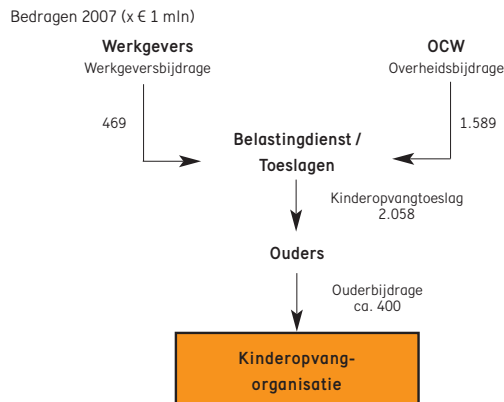 Bedragen 2007 (x € 1 mln)
Werkgevers
Werkgeversbijdrage
OCW
Overheidsbijdrage
469
1.589
Belastingdienst /
Toeslagen
Kinderopvangtoeslag
2.058
Ouders
Ouderbijdrage
ca. 400
Kinderopvang-
organisatie